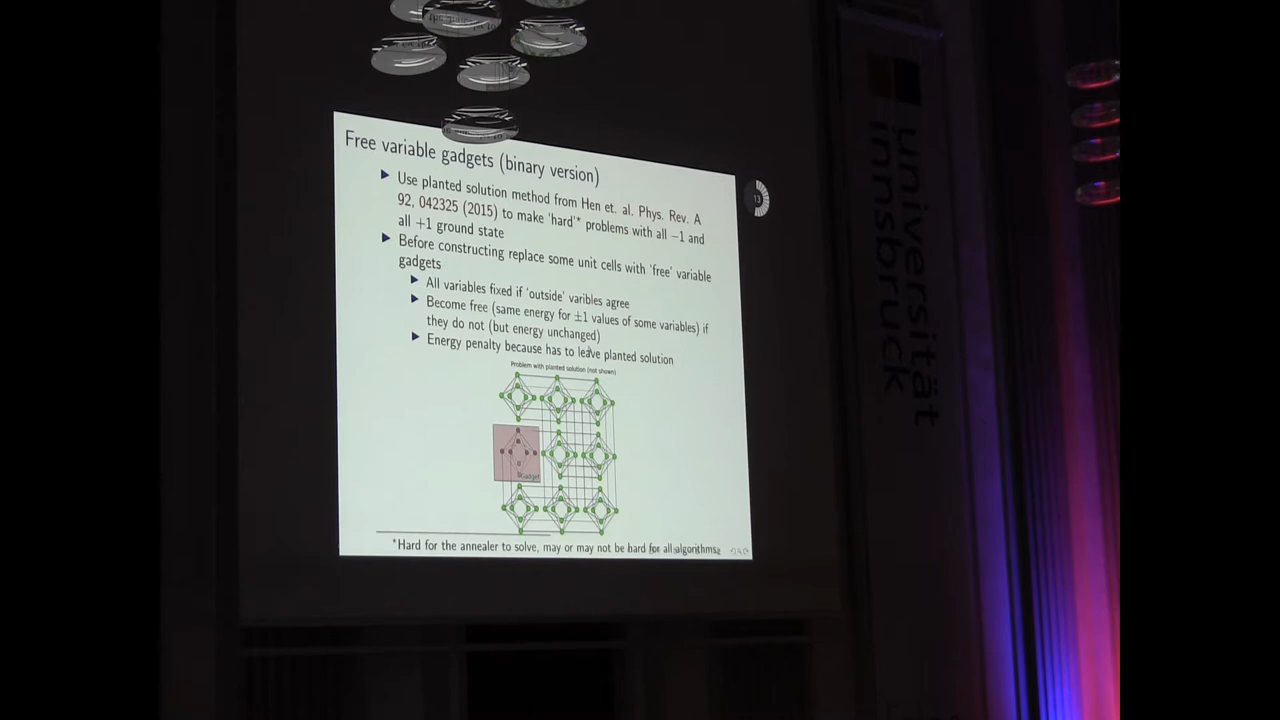 Free variable gadgets (binary version)
Use planted solution method from Hen et. al. Phys. Rev. A
92, 042325 (2015) to make 'hard'* problems with all −1 and
all +1 ground state
Before constructing replace some unit cells with 'free' variable
gadgets
All variables fixed if 'outside' varibles agree
Become free (same energy for ±1 values of some variables) if
they do not (but energy unchanged)
Energy penalty because has to leave planted solution
Problem with planted solution (not shown)
Gadget
*Hard for the annealer to solve, may or may not be hard for all algorithms.
13
universität
innsbruck